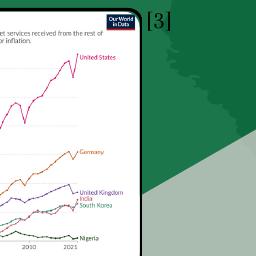 Our World
in Data
[3]
et services received from the rest of
or inflation.
United States
Germany
United Kingdom
India
South Korea
Nigeria
2010
2021